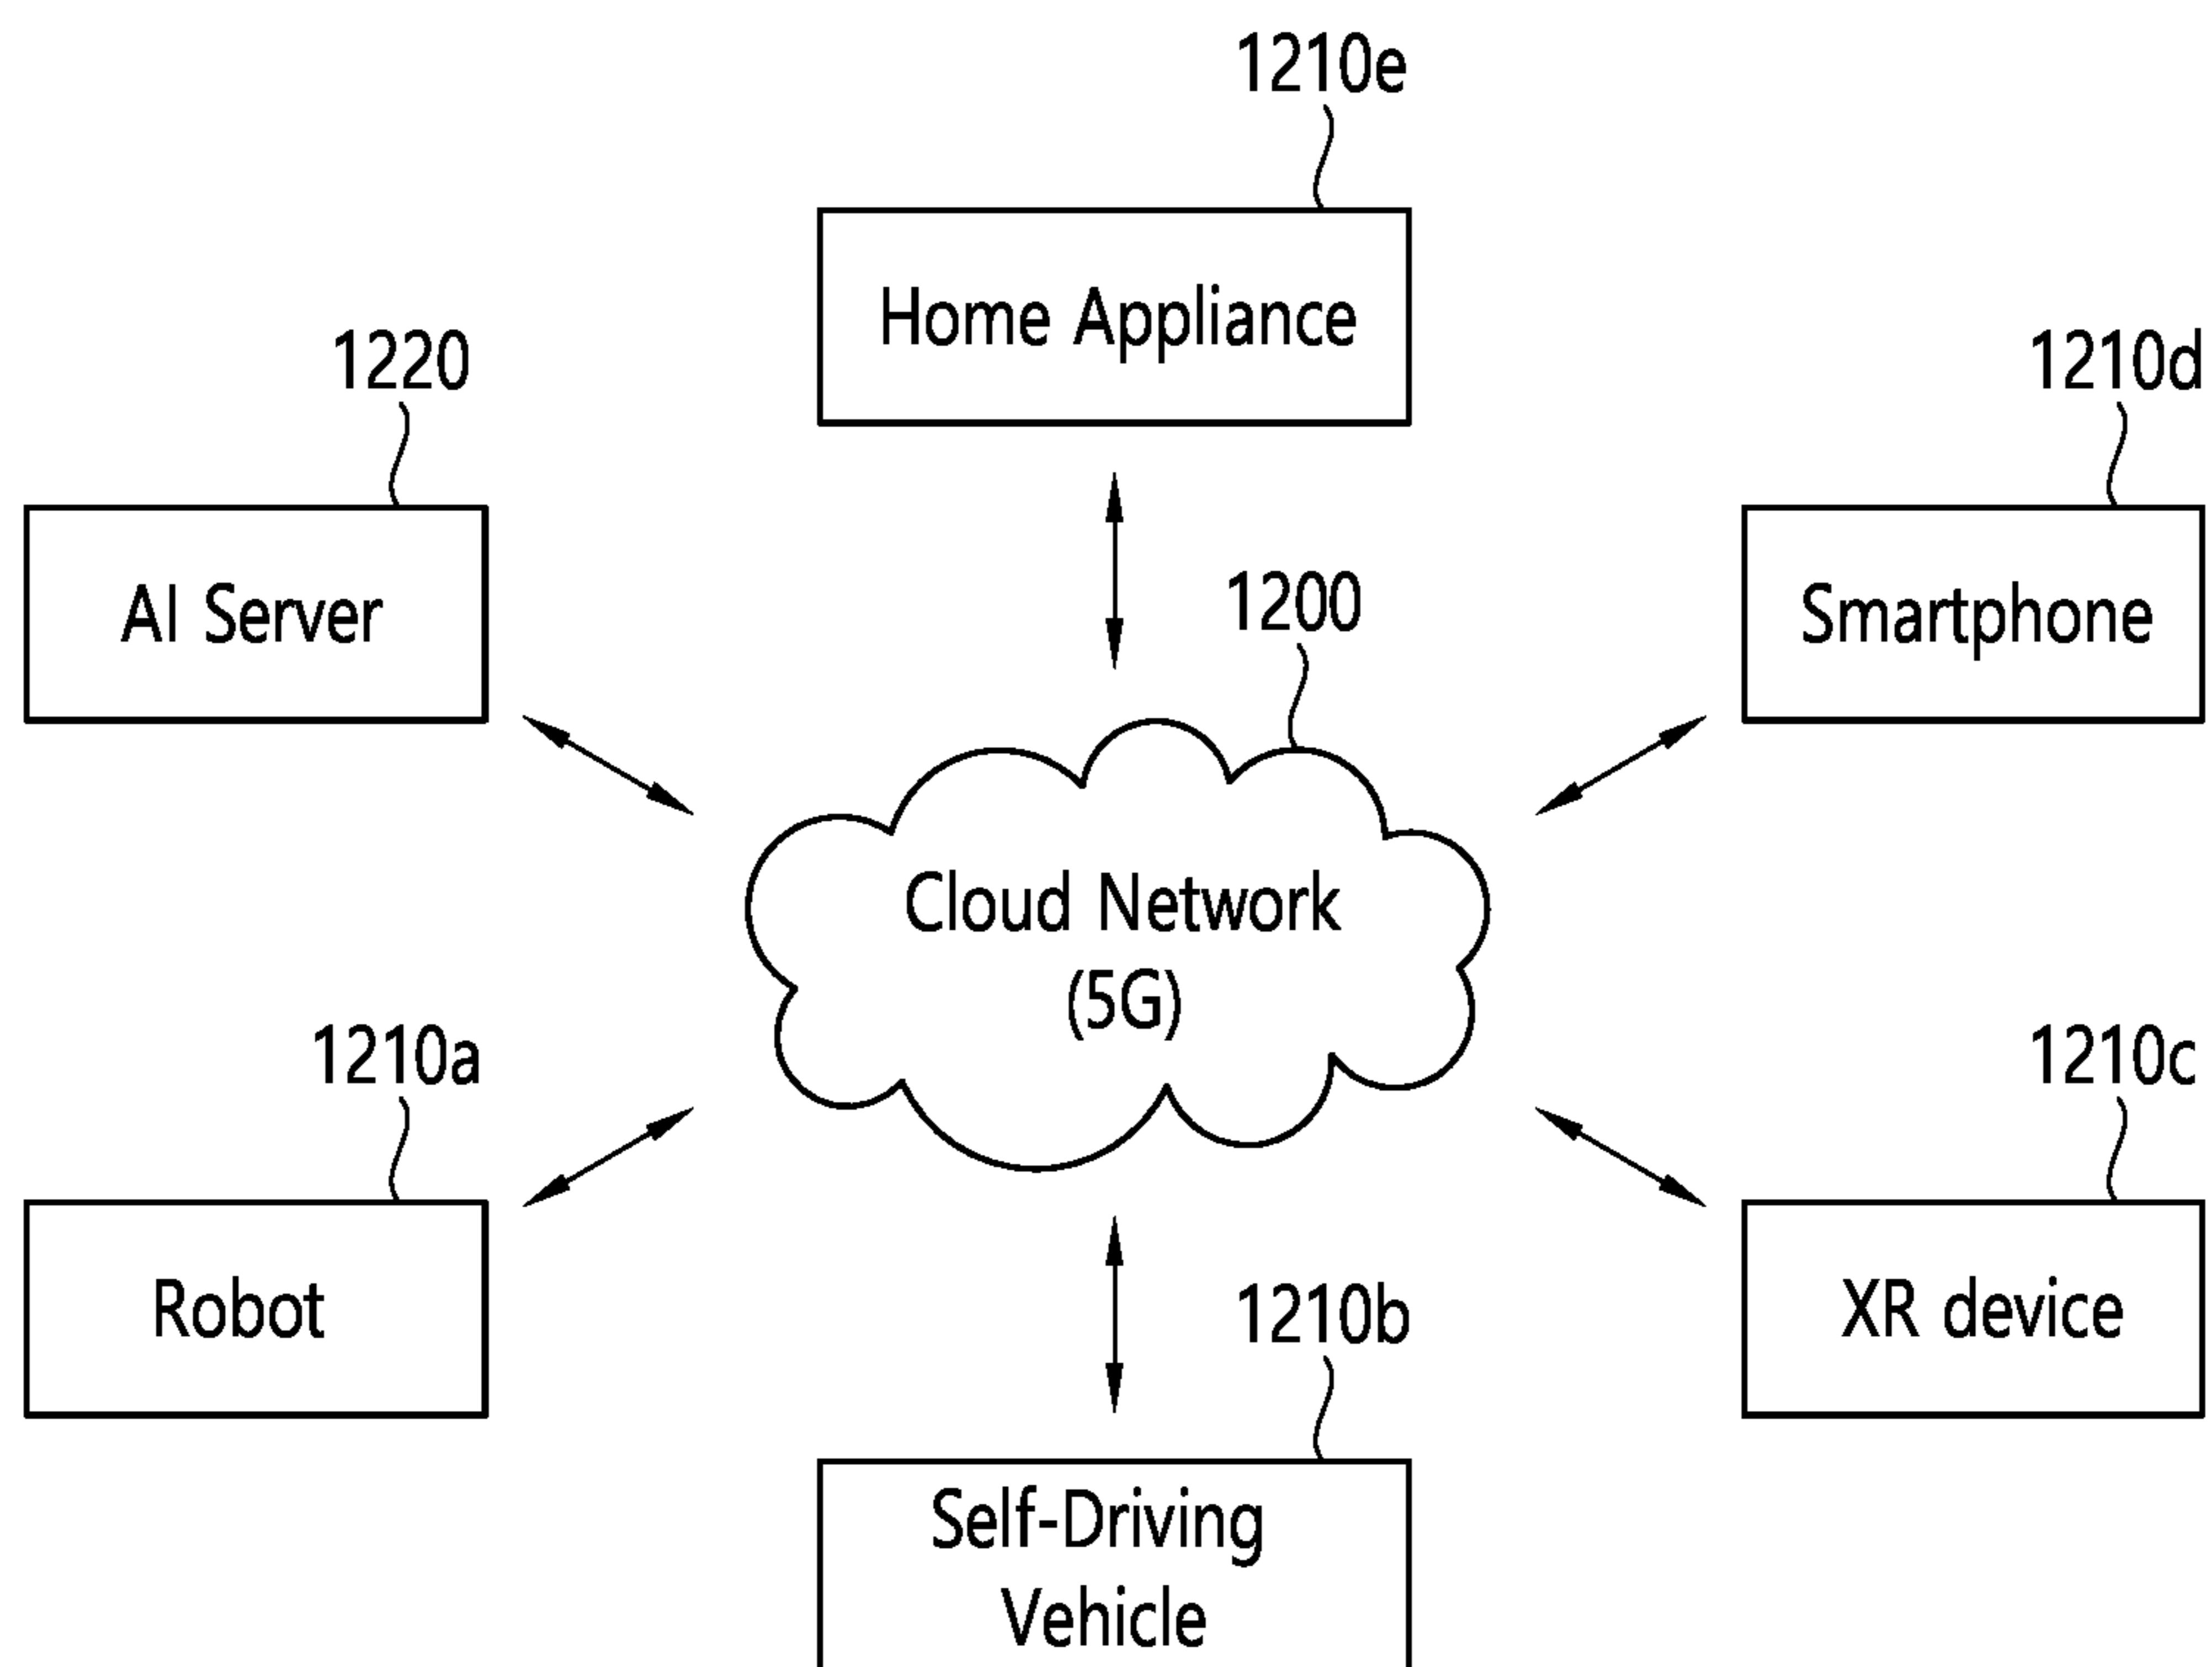 1210e
Home Appliance
1220
AI Server
1210d
Smartphone
1200
Cloud Network
(5G)
1210a
Robot
1210c
XR device
1210b
Self-Driving
Vehicle